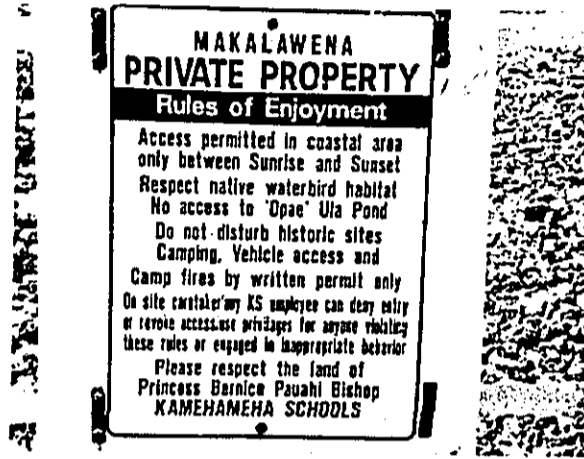 MAKALAWENA
PRIVATE PROPERTY
Rules of Enjoyment
Access permitted in coastal area
only between Sunrise and Sunset
Respect native waterbird habitat
No access to 'Opae' Ula Pond
Do not disturb historic sites
Camping, Vehicle access and
Camp fires by written permit only
On site caretaker/any KS employee can deny entry
or revoke access/use privileges for anyone violating
these rules or engaged in inappropriate behavior
Please respect the land of
Princess Bernice Pauahi Bishop
KAMEHAMEHA SCHOOLS